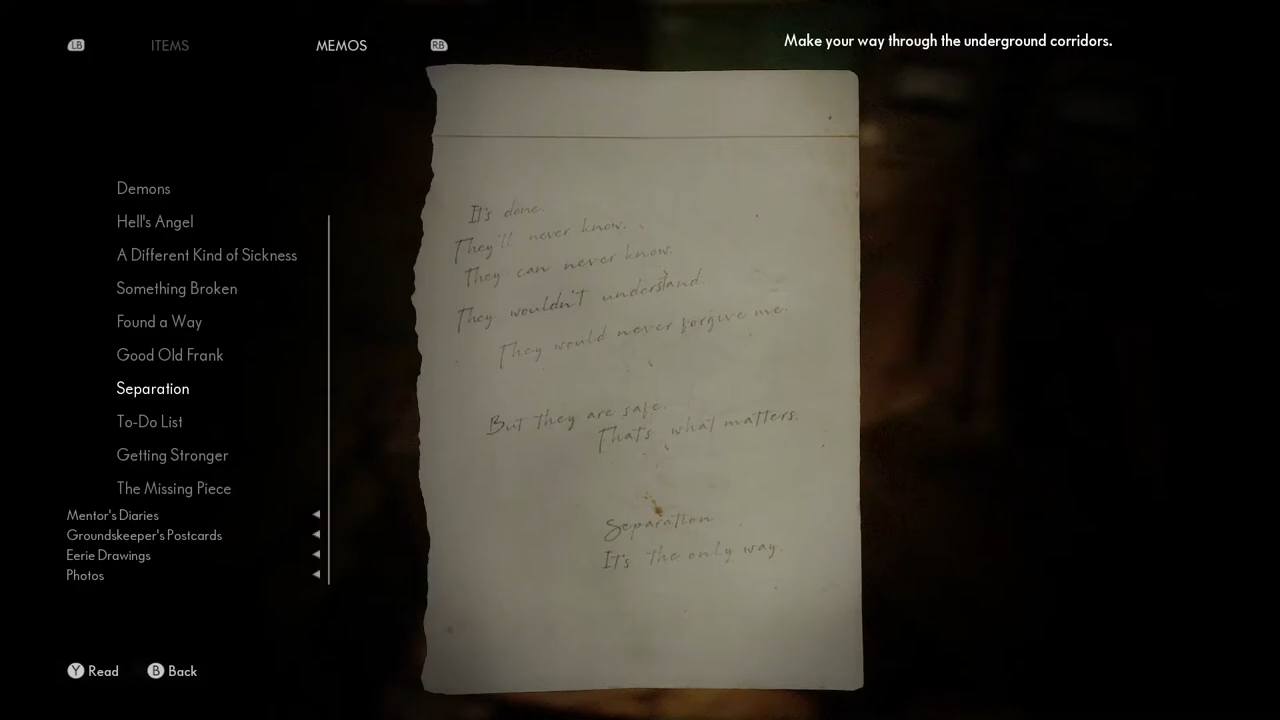 LB
ITEMS
MEMOS
RB
Make your way through the underground corridors.
Demons
Hell's Angel
A Different Kind of Sickness
Something Broken
Found a Way
Good Old Frank
Separation
To-Do List
Getting Stronger
The Missing Piece
Mentor's Diaries
Groundskeeper's Postcards
Eerie Drawings
Photos
Y Read
B Back
It's done.
They'll never know.
They can never know.
They wouldn't understand.
They would never forgive me.
But they are safe.
That's what matters.
Separation
It's the only way.